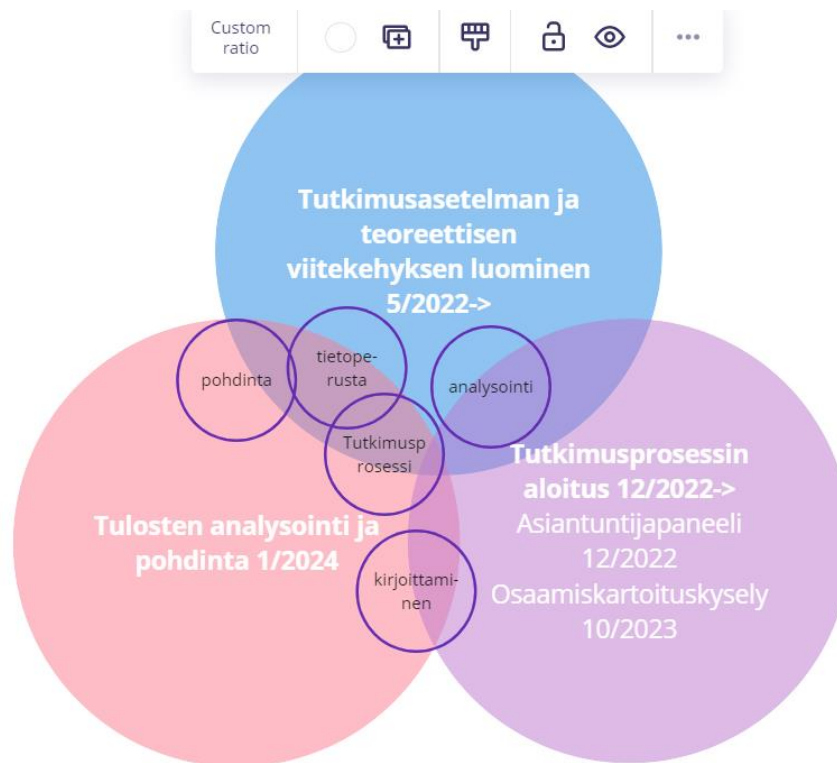 Custom
ratio
Tutkimusasetelman ja
teoreettisen
viitekehyksen luominen
5/2022->
tietope-
rusta
pohdinta
analysointi
Tutkimusp
rosessi
Tutkimusprosessin
aloitus 12/2022->
Asiantuntijapaneeli
12/2022
Osaamiskartoituskysely
10/2023
Tulosten analysointi ja
pohdinta 1/2024
kirjoittami-
nen